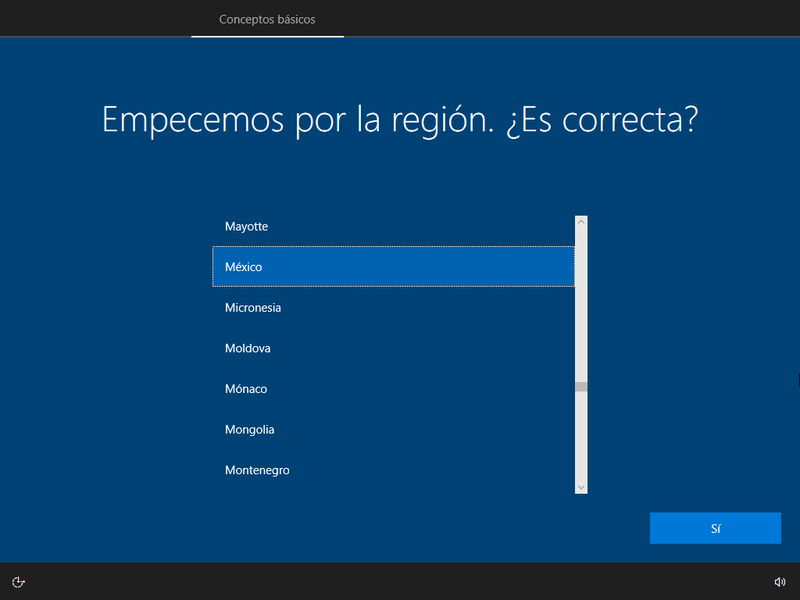 Conceptos básicos
Empecemos por la región. ¿Es correcta?
Mayotte
México
Micronesia
Moldova
Mónaco
Mongolia
Montenegro
Sí